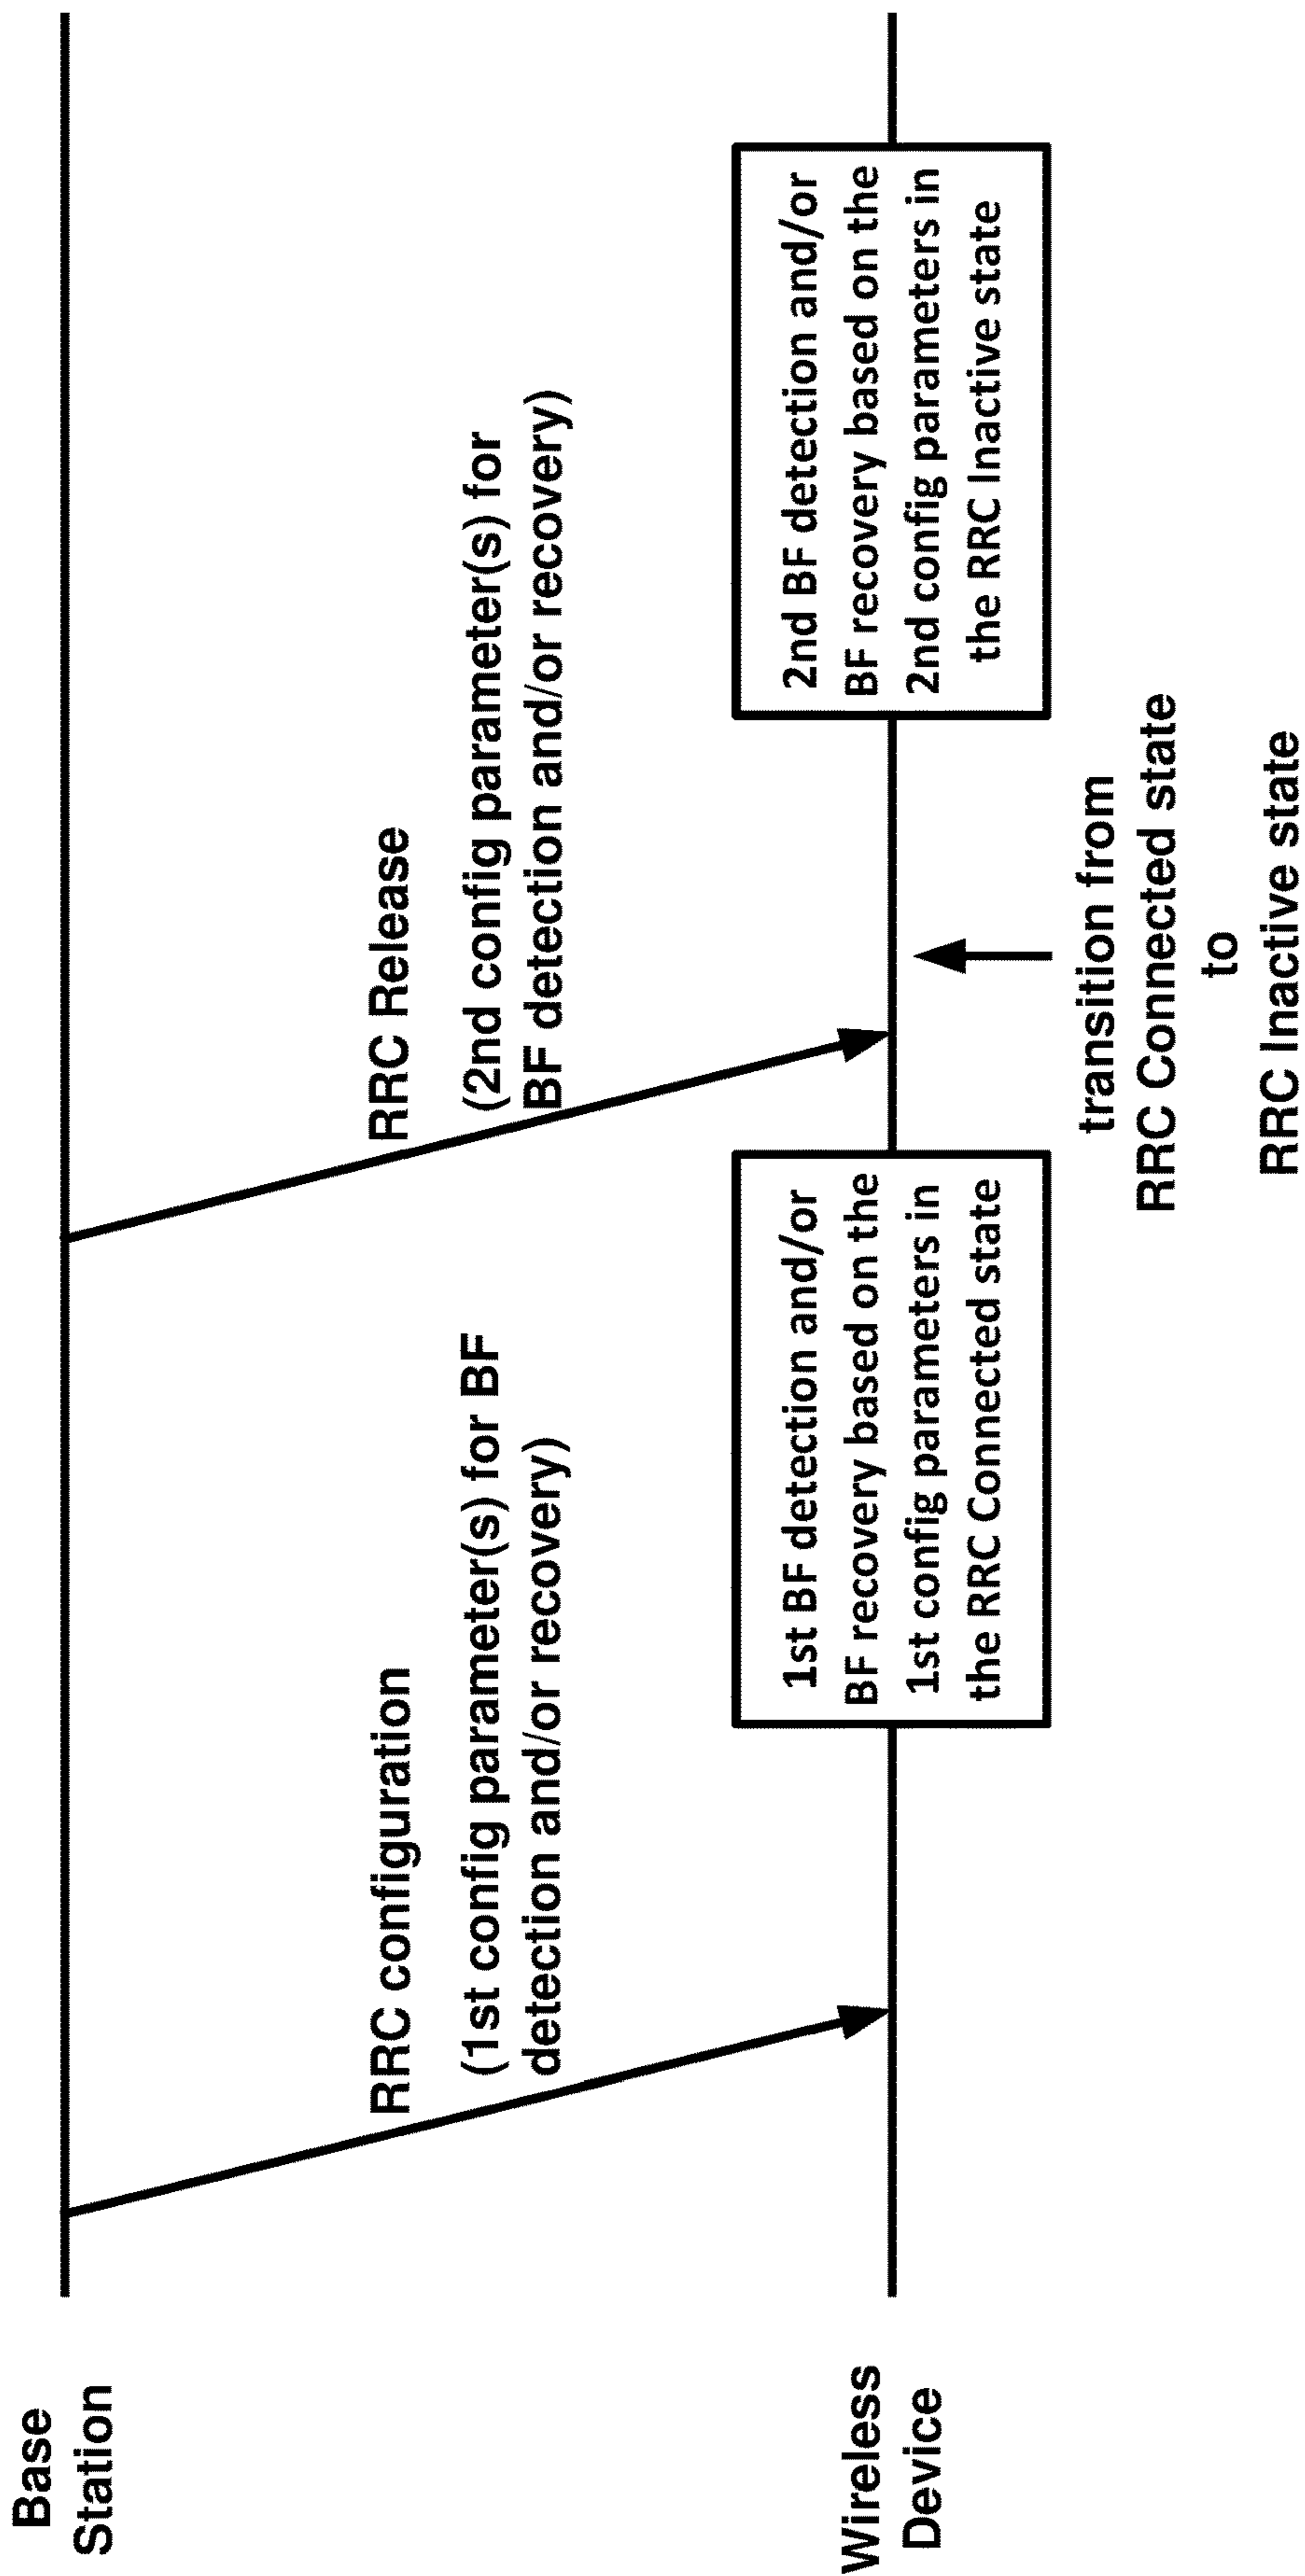 Base
Station
RRC configuration
(1st config parameter(s) for BF
detection and/or recovery)
RRC Release
(2nd config parameter(s) for
BF detection and/or recovery)
Wireless
Device
1st BF detection and/or
BF recovery based on the
1st config parameters in
the RRC Connected state
2nd BF detection and/or
BF recovery based on the
2nd config parameters in
the RRC Inactive state
transition from
RRC Connected state
to
RRC Inactive state